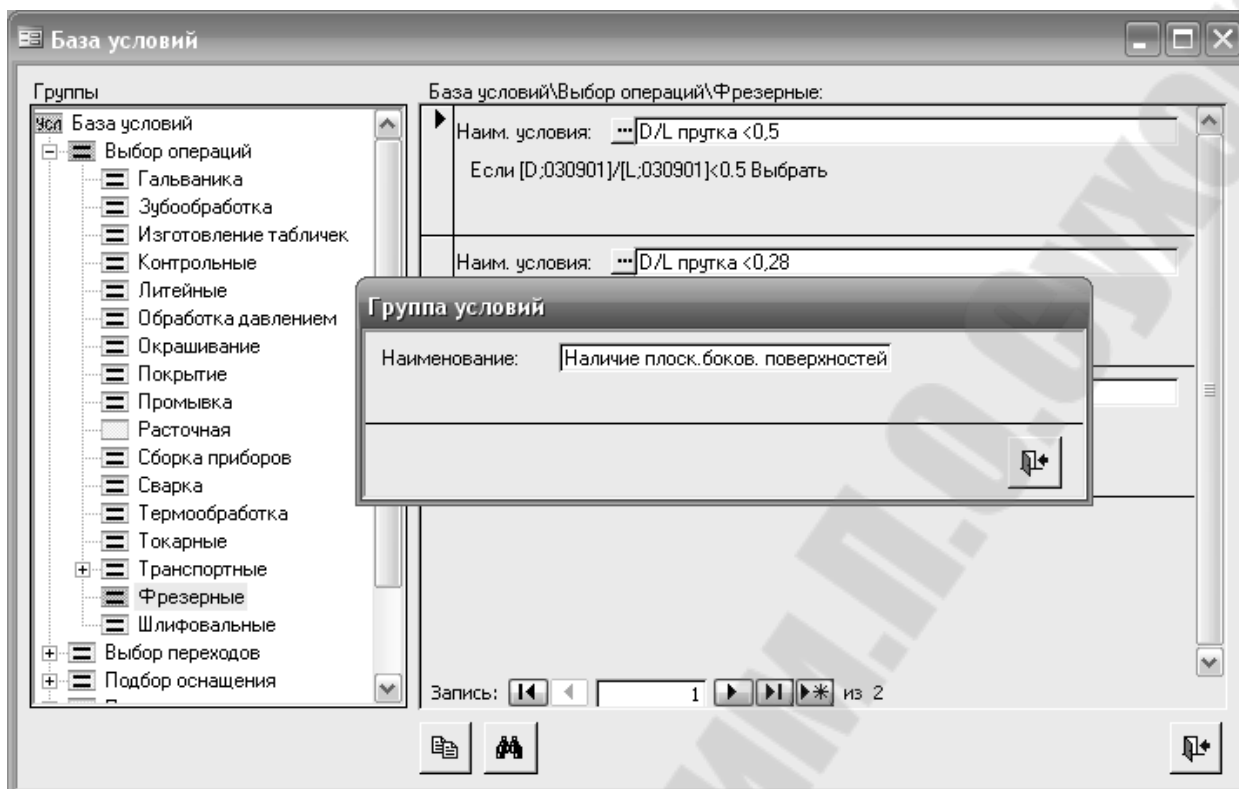 База условий
Группы
База условий\Выбор операций\Фрезерные:
Усл База условий
Выбор операций
Гальваника
Зубообработка
Изготовление табличек
Контрольные
Литейные
Обработка давлением
Окрашивание
Покрытие
Промывка
Расточная
Сборка приборов
Сварка
Термообработка
Токарные
Транспортные
Фрезерные
Шлифовальные
Выбор переходов
Подбор оснащения
Наим. условия: ... D/L прутка <0,5
Если [D;030901]/[L;030901]<0.5 Выбрать
Наим. условия: ... D/L прутка <0,28
Группа условий
Наименование: Наличие плоск.боков. поверхностей
Запись: 1 из 2